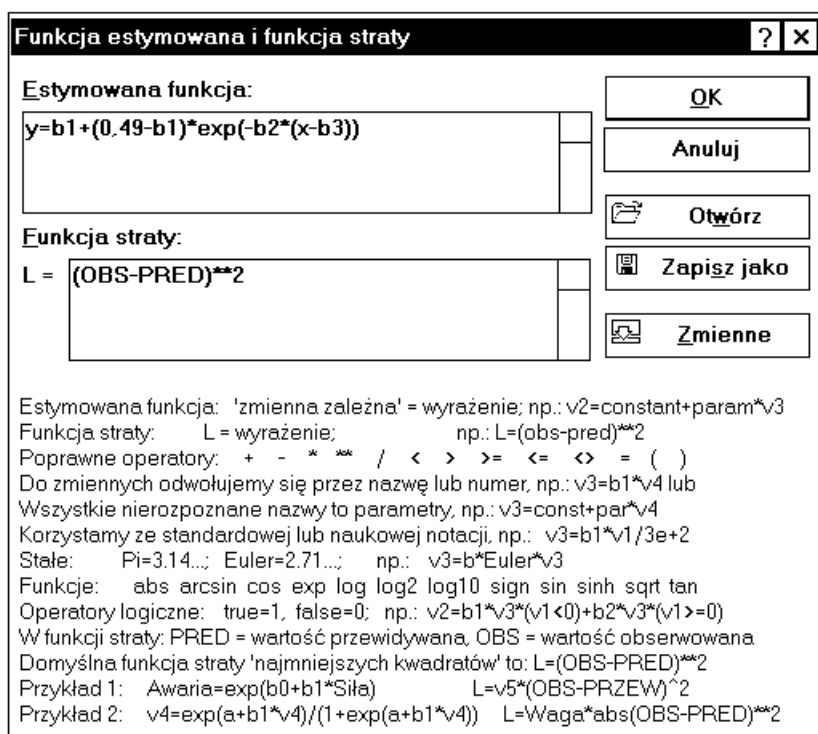 Funkcja estymowana i funkcja straty ? ×
Estymowana funkcja:
y=b1+(0,49-b1)*exp(-b2*(x-b3))
OK
Anuluj
Otwórz
Funkcja straty:
L = (OBS-PRED)**2
Zapisz jako
Zmienne
Estymowana funkcja: 'zmienna zależna' = wyrażenie; np.: v2=constant+param*v3
Funkcja straty: L = wyrażenie; np.: L=(obs-pred)**2
Poprawne operatory: + - * ** / < > >= <= <> = ( )
Do zmiennych odwołujemy się przez nazwę lub numer, np.: v3=b1*v4 lub
Wszystkie nierozpoznane nazwy to parametry, np.: v3=const+par*v4
Korzystamy ze standardowej lub naukowej notacji, np.: v3=b1*v1/3e+2
Stałe: Pi=3.14...; Euler=2.71...; np.: v3=b*Euler*v3
Funkcje: abs arcsin cos exp log log2 log10 sign sin sinh sqrt tan
Operatory logiczne: true=1, false=0; np.: v2=b1*v3*(v1<0)+b2*v3*(v1>=0)
W funkcji straty: PRED = wartość przewidywana, OBS = wartość obserwowana
Domyślna funkcja straty 'najmniejszych kwadratów' to: L=(OBS-PRED)**2
Przykład 1: Awaria=exp(b0+b1*Siła) L=v5*(OBS-PRZEW)^2
Przykład 2: v4=exp(a+b1*v4)/(1+exp(a+b1*v4)) L=Waga*abs(OBS-PRED)**2